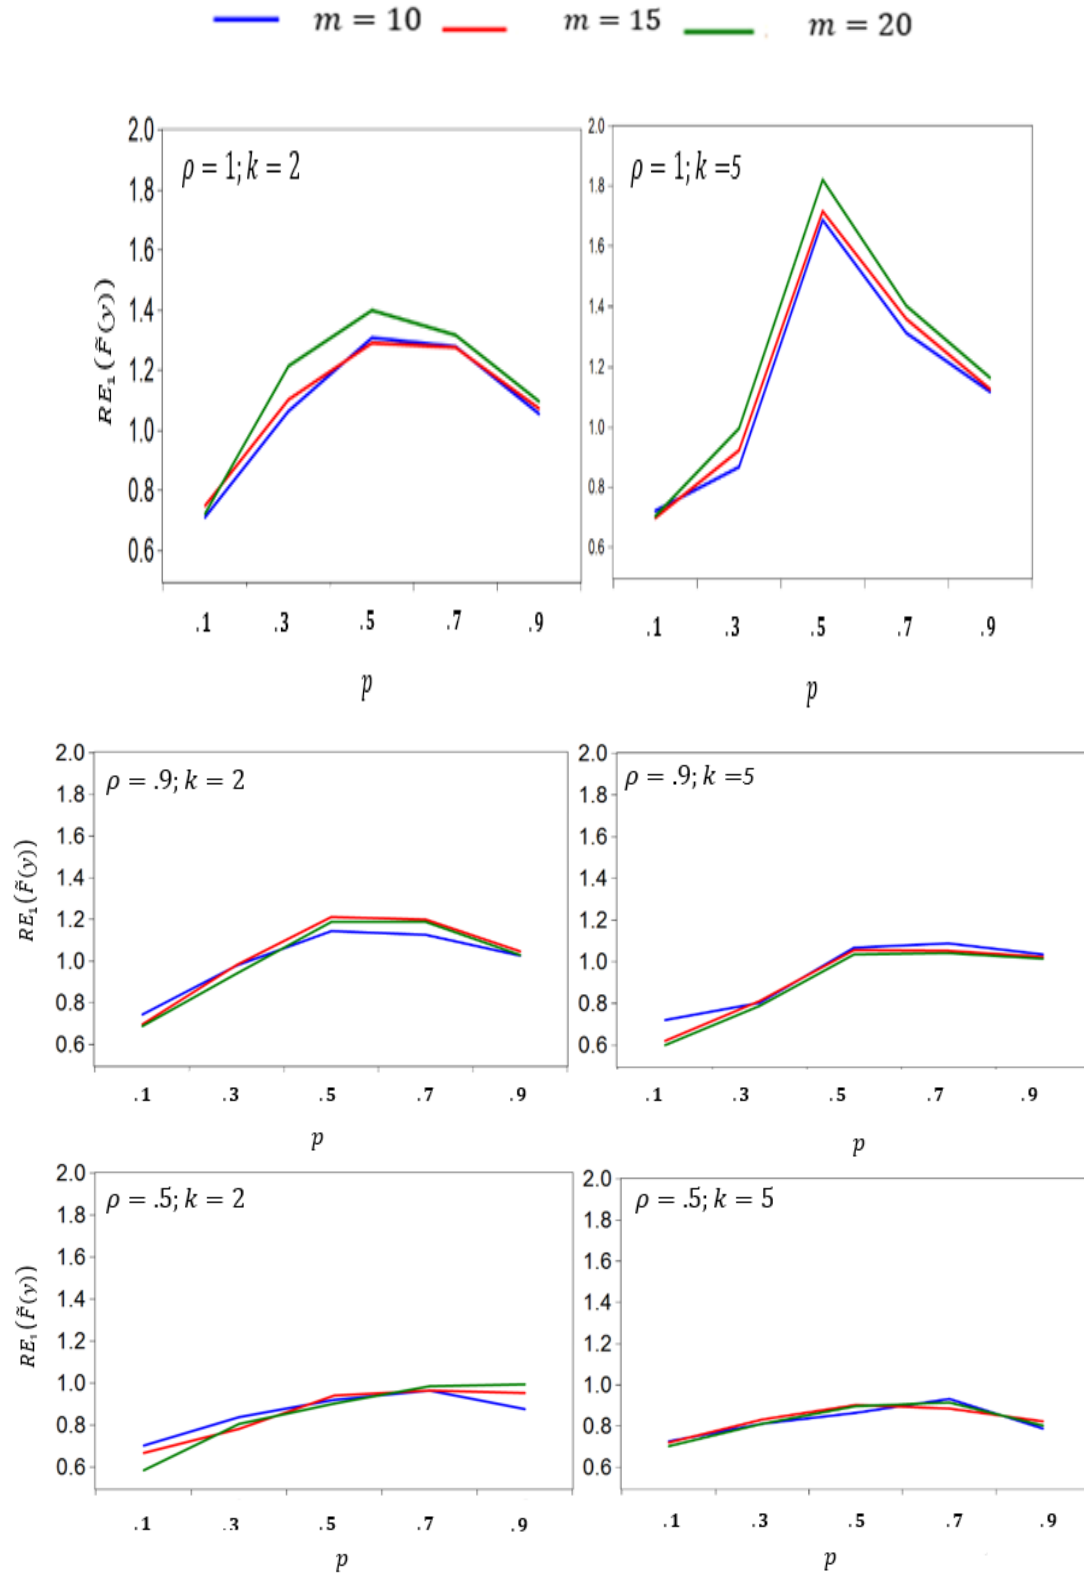 m = 10 m = 15 m = 20
2.0
ρ = 1; k = 2
1.8
1.6
1.4
1.2
1.0
0.8
0.6
RE₁(F̃(y))
.1 .3 .5 .7 .9
p
2.0
ρ = 1; k =5
1.8
1.6
1.4
1.2
1.0
0.8
0.6
.1 .3 .5 .7 .9
p
2.0
ρ = .9; k = 2
1.8
1.6
1.4
1.2
1.0
0.8
0.6
RE₁(F̃(y))
.1 .3 .5 .7 .9
p
2.0
ρ = .9; k =5
1.8
1.6
1.4
1.2
1.0
0.8
0.6
.1 .3 .5 .7 .9
p
2.0
ρ = .5; k = 2
1.8
1.6
1.4
1.2
1.0
0.8
0.6
RE₁(F̃(y))
.1 .3 .5 .7 .9
p
2.0
ρ = .5; k = 5
1.8
1.6
1.4
1.2
1.0
0.8
0.6
.1 .3 .5 .7 .9
p